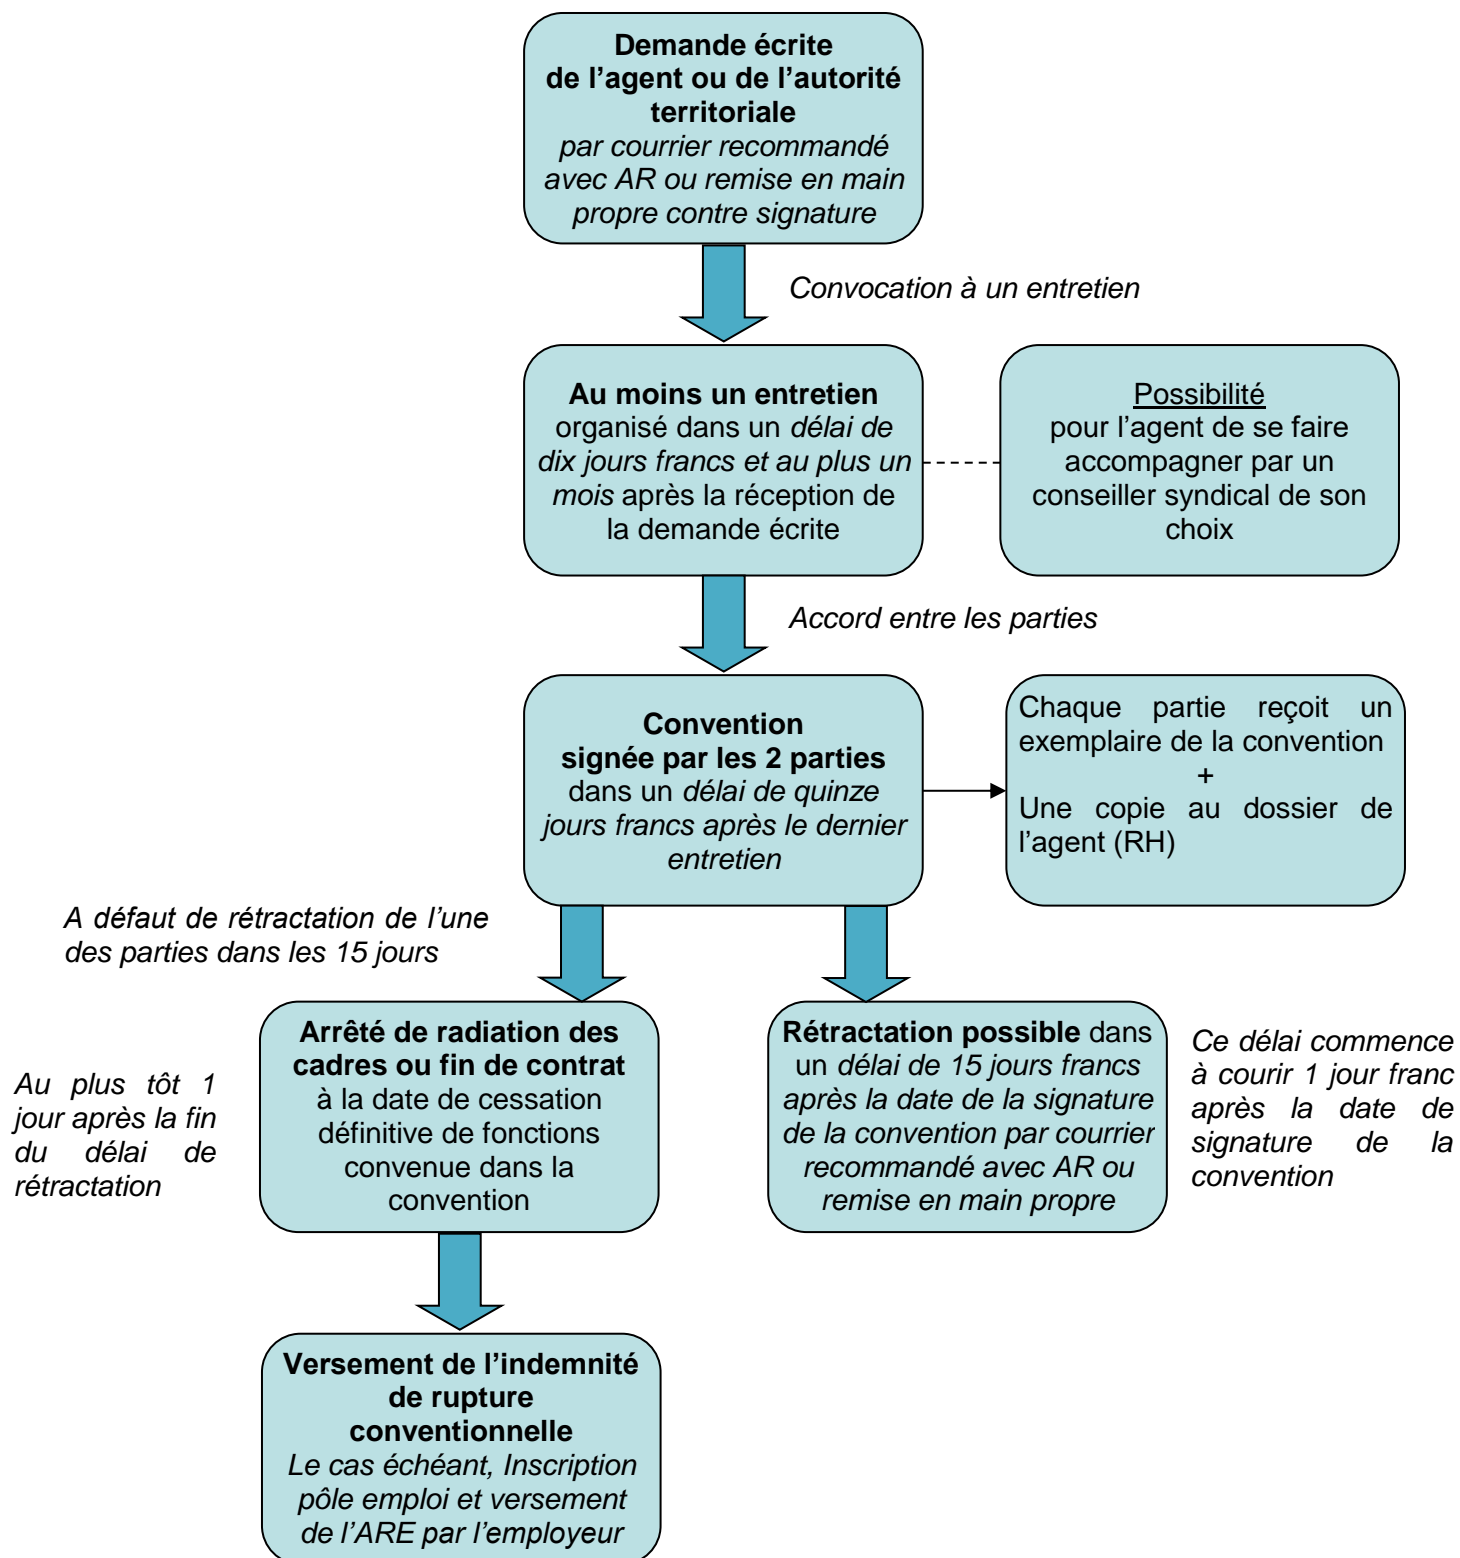 Demande écrite
de l’agent ou de l’autorité
territoriale
par courrier recommandé
avec AR ou remise en main
propre contre signature
Convocation à un entretien
Au moins un entretien
organisé dans un délai de
dix jours francs et au plus un
mois après la réception de
la demande écrite
Possibilité
pour l’agent de se faire
accompagner par un
conseiller syndical de son
choix
Accord entre les parties
Convention
signée par les 2 parties
dans un délai de quinze
jours francs après le dernier
entretien
Chaque partie reçoit un
exemplaire de la convention
+
Une copie au dossier de
l’agent (RH)
A défaut de rétractation de l’une
des parties dans les 15 jours
Au plus tôt 1
jour après la fin
du délai de
rétractation
Arrêté de radiation des
cadres ou fin de contrat
à la date de cessation
définitive de fonctions
convenue dans la
convention
Rétractation possible dans
un délai de 15 jours francs
après la date de la signature
de la convention par courrier
recommandé avec AR ou
remise en main propre
Ce délai commence
à courir 1 jour franc
après la date de
signature de la
convention
Versement de l’indemnité
de rupture
conventionnelle
Le cas échéant, Inscription
pôle emploi et versement
de l’ARE par l’employeur